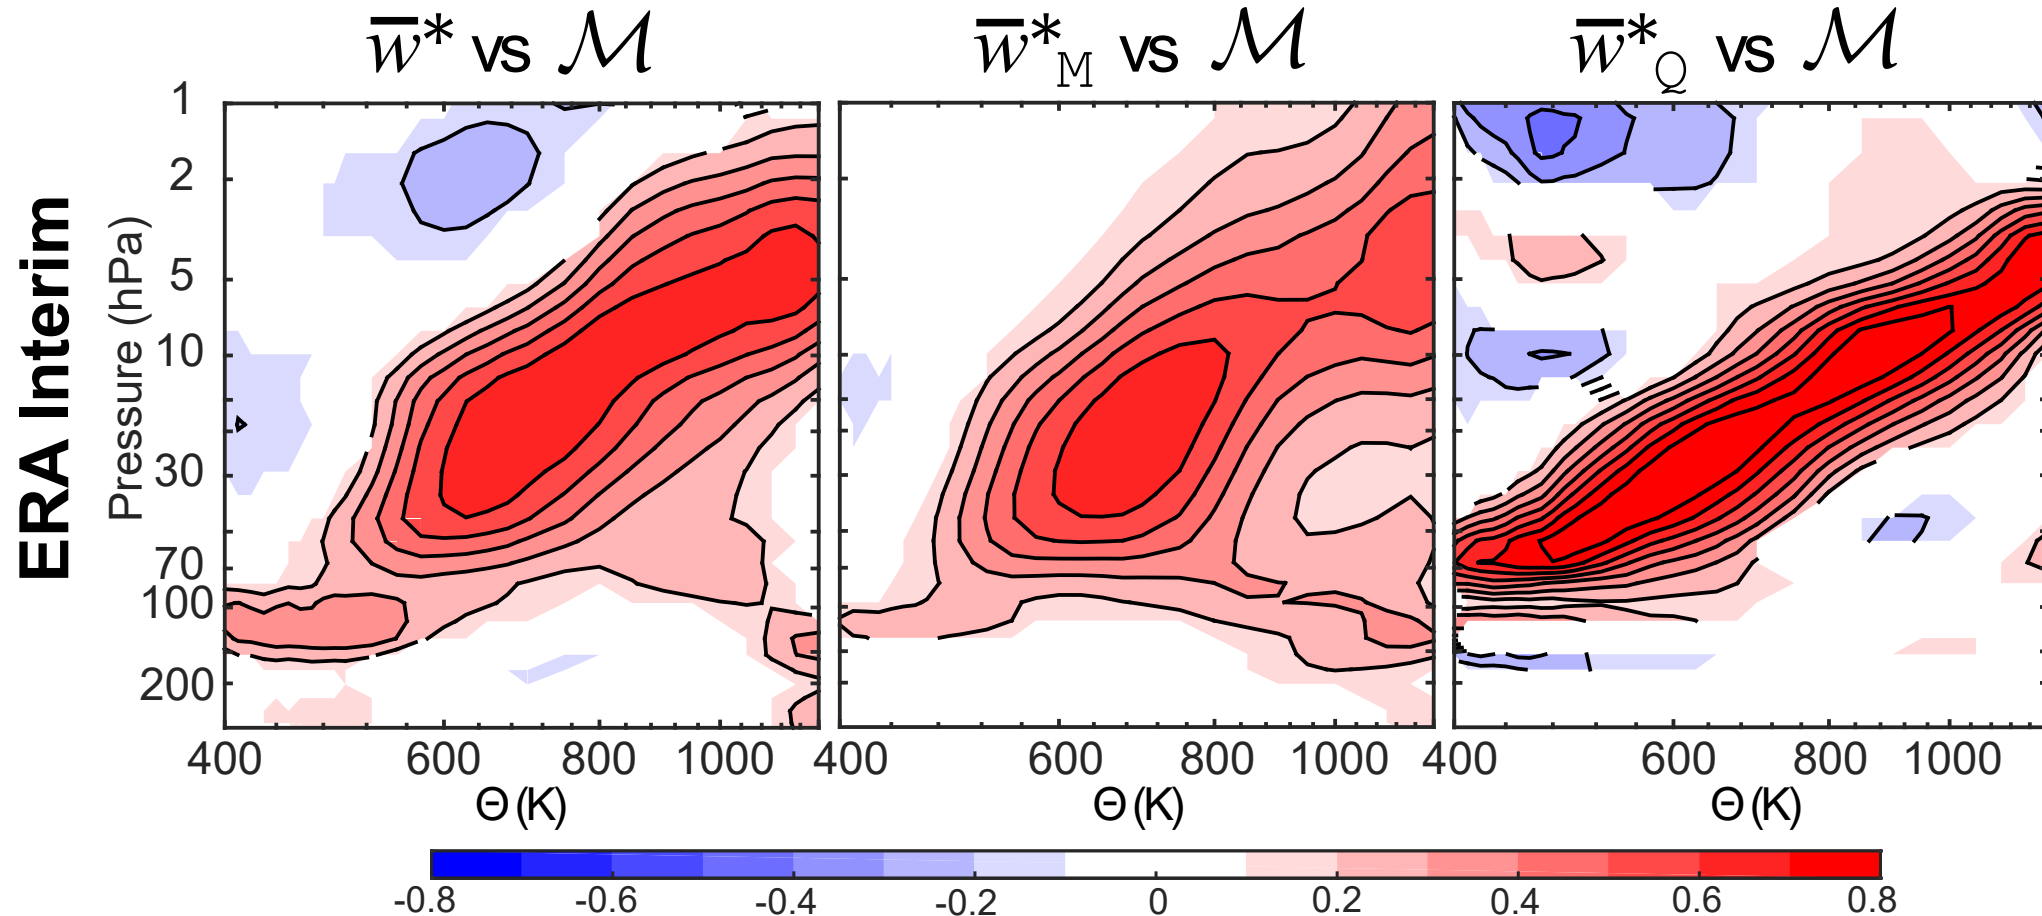 w̅* vs ℳ
w̅*M vs ℳ
w̅*Q vs ℳ
ERA Interim
Pressure (hPa)
1
2
5
10
30
70
100
200
400 600 800 1000
400 600 800 1000
400 600 800 1000
Θ (K)
Θ (K)
Θ (K)
-0.8 -0.6 -0.4 -0.2 0 0.2 0.4 0.6 0.8